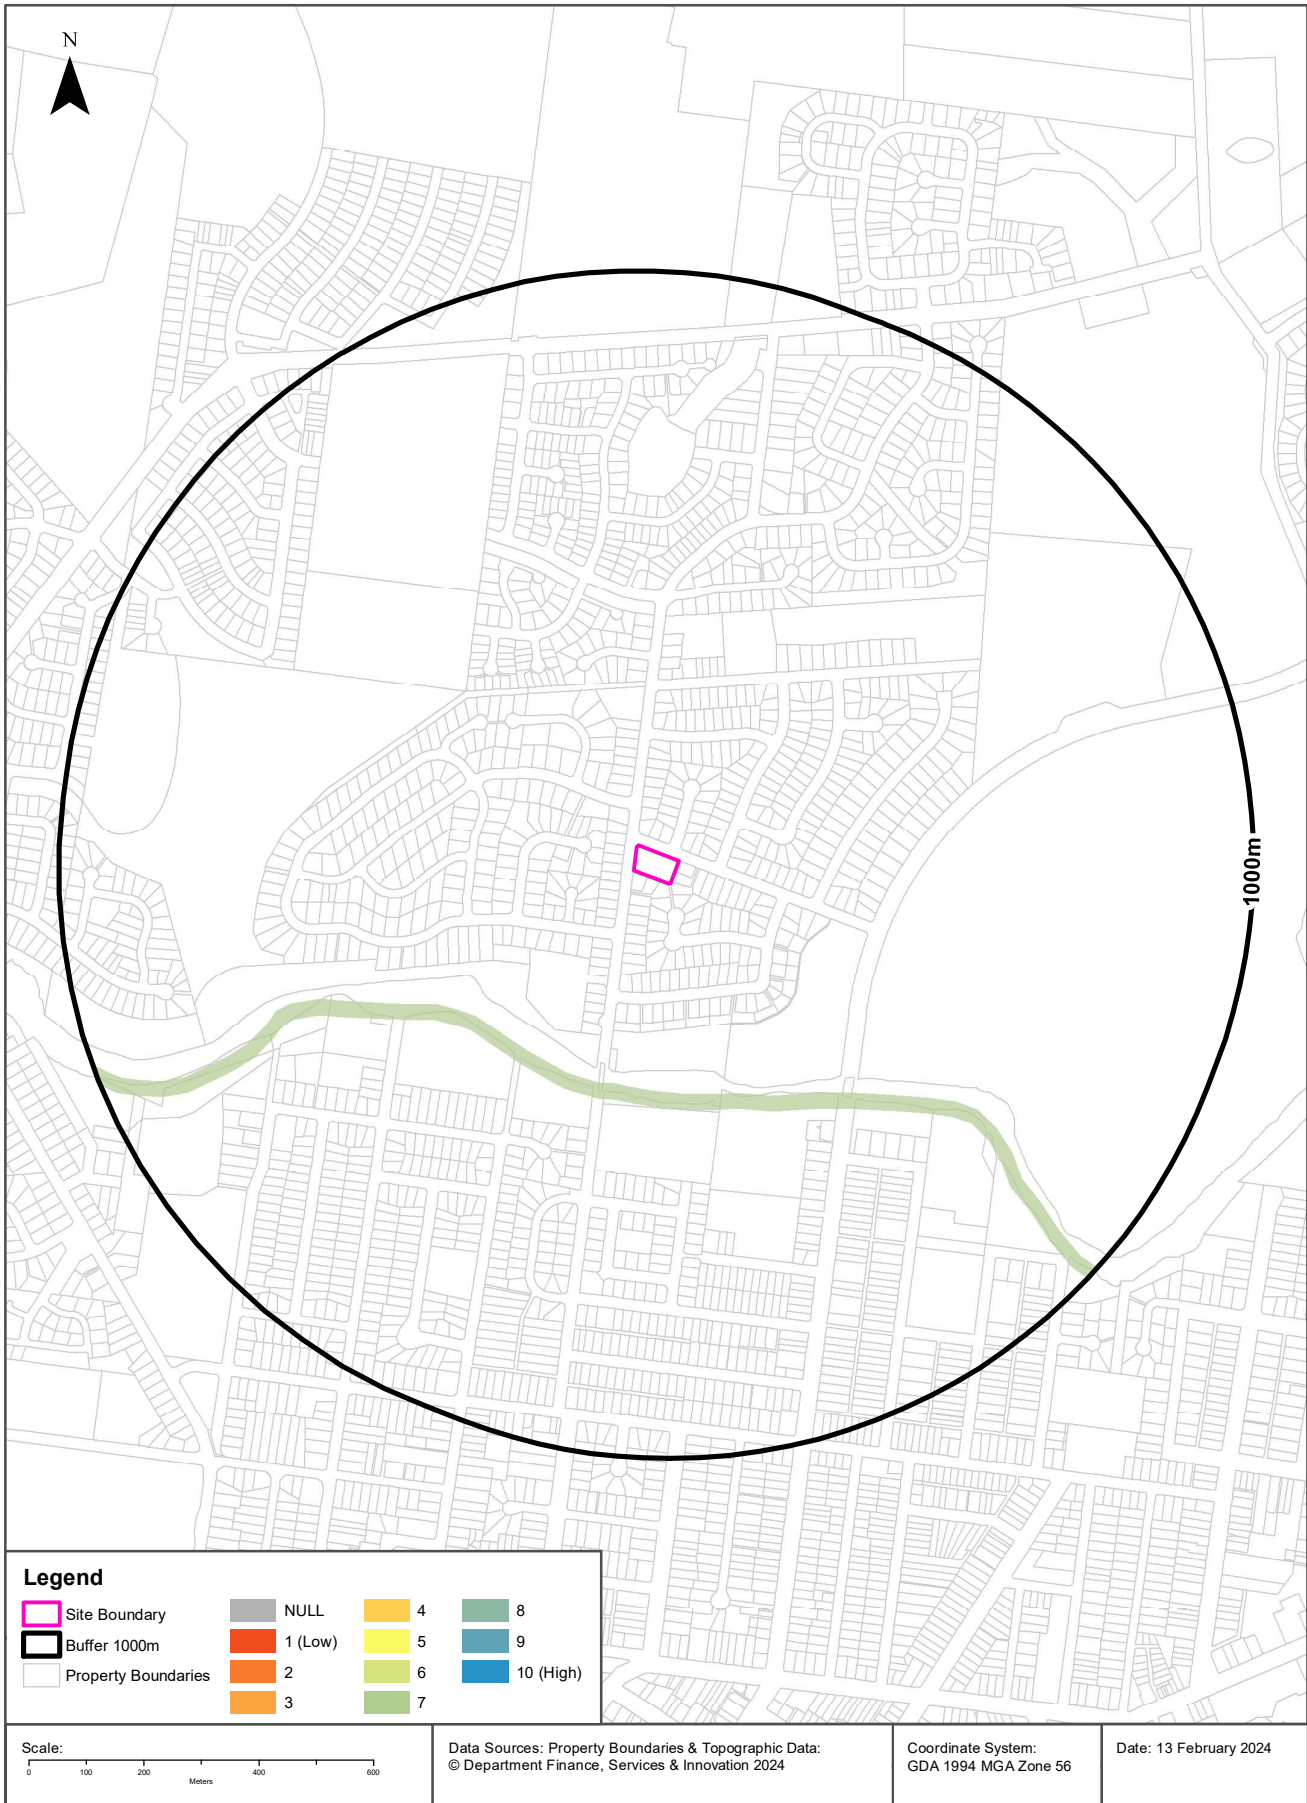 N
1000m
Legend
Site Boundary
Buffer 1000m
Property Boundaries
NULL
1 (Low)
2
3
4
5
6
7
8
9
10 (High)
Scale:
0 100 200 400 600
Meters
Data Sources: Property Boundaries & Topographic Data:
© Department Finance, Services & Innovation 2024
Coordinate System:
GDA 1994 MGA Zone 56
Date: 13 February 2024